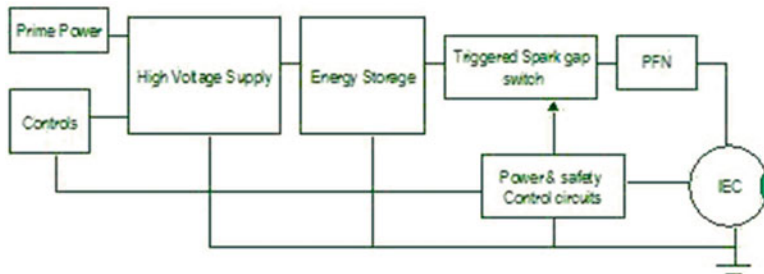 Prime Power
High Voltage Supply
Energy Storage
Triggered Spark gap
switch
PFN
Controls
Power & safety
Control circuits
IEC